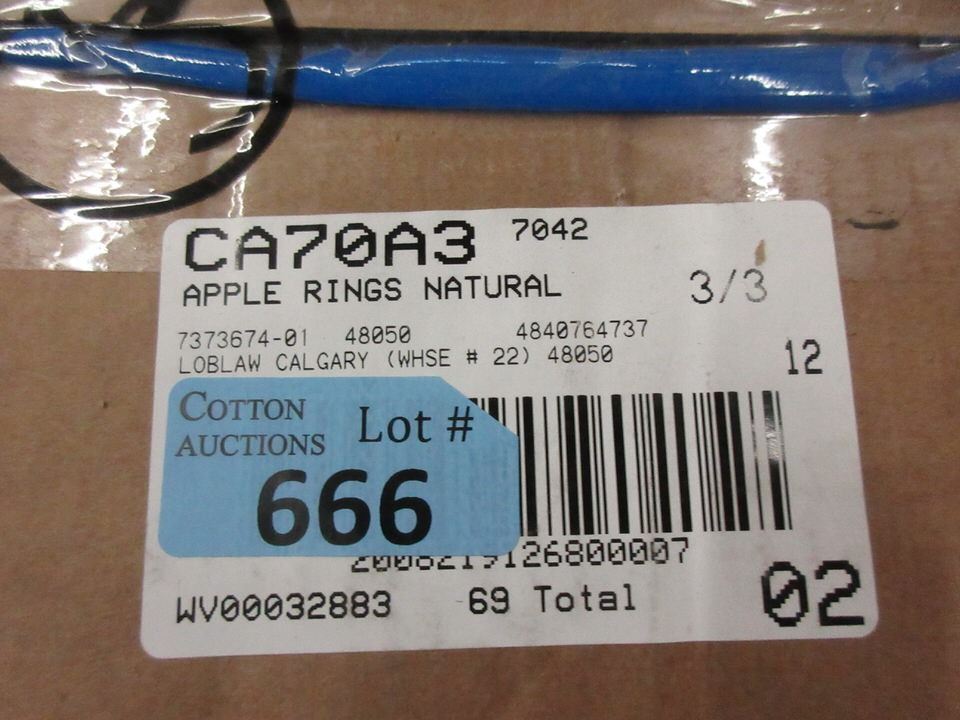 CA70A3 7042
APPLE RINGS NATURAL 3/3
7373674-01 48050 4840764737
LOBLAW CALGARY (WHSE # 22) 48050
12
COTTON AUCTIONS Lot #
666
WV00032883 69 Total 02